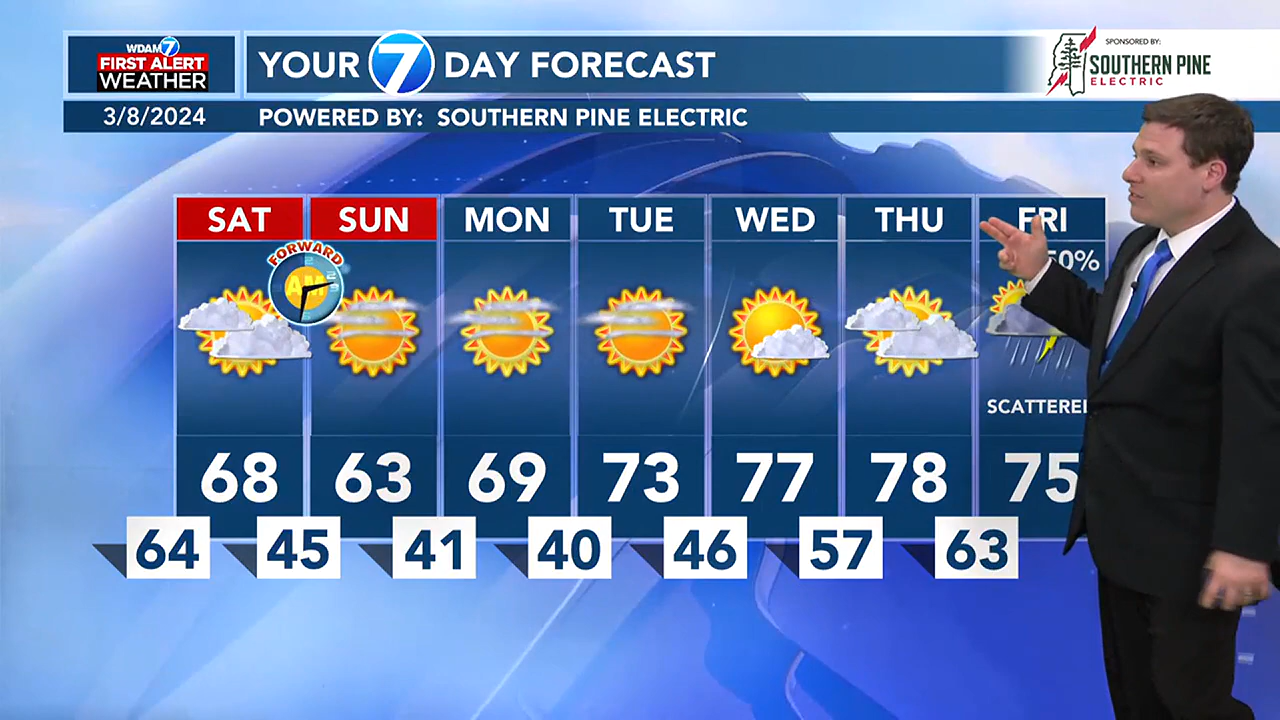 WDAM 7
FIRST ALERT
WEATHER
YOUR 7 DAY FORECAST
SPONSORED BY:
SOUTHERN PINE
ELECTRIC
3/8/2024
POWERED BY: SOUTHERN PINE ELECTRIC
SAT SUN MON TUE WED THU FRI
FORWARD
AM
50%
SCATTERE
68 63 69 73 77 78 75
64 45 41 40 46 57 63